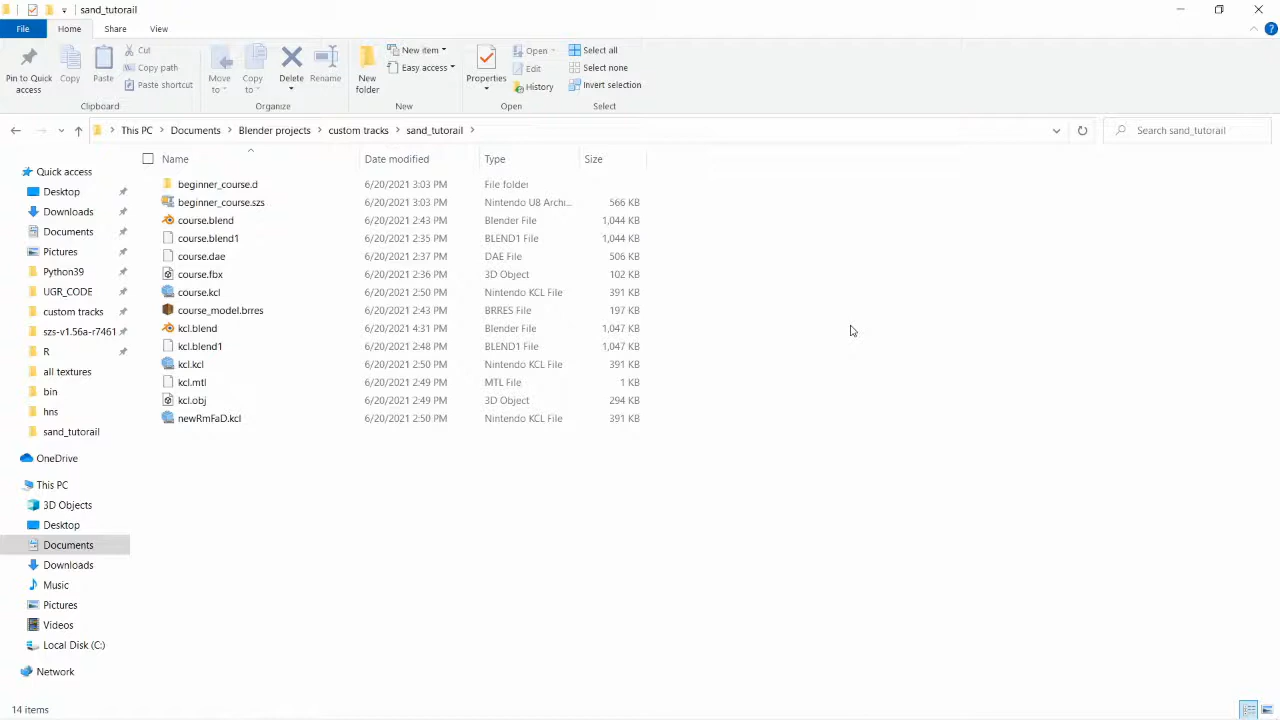 sand_tutorail
File Home Share View
Pin to Quick access
Copy
Paste
Cut
Copy path
Paste shortcut
Clipboard
Move to
Copy to
Delete
Rename
Organize
New folder
New item
Easy access
New
Properties
Open
Edit
History
Open
Select all
Select none
Invert selection
Select
This PC > Documents > Blender projects > custom tracks > sand_tutorail >
Search sand_tutorail
Name Date modified Type Size
beginner_course.d 6/20/2021 3:03 PM File folder
beginner_course.szs 6/20/2021 3:03 PM Nintendo U8 Archi... 566 KB
course.blend 6/20/2021 2:43 PM Blender File 1,044 KB
course.blend1 6/20/2021 2:35 PM BLEND1 File 1,044 KB
course.dae 6/20/2021 2:37 PM DAE File 506 KB
course.fbx 6/20/2021 2:36 PM 3D Object 102 KB
course.kcl 6/20/2021 2:50 PM Nintendo KCL File 391 KB
course_model.brres 6/20/2021 2:43 PM BRRES File 197 KB
kcl.blend 6/20/2021 4:31 PM Blender File 1,047 KB
kcl.blend1 6/20/2021 2:48 PM BLEND1 File 1,047 KB
kcl.kcl 6/20/2021 2:50 PM Nintendo KCL File 391 KB
kcl.mtl 6/20/2021 2:49 PM MTL File 1 KB
kcl.obj 6/20/2021 2:49 PM 3D Object 294 KB
newRmFaD.kcl 6/20/2021 2:50 PM Nintendo KCL File 391 KB
Quick access
Desktop
Downloads
Documents
Pictures
Python39
UGR_CODE
custom tracks
szs-v1.56a-r7461
R
all textures
bin
hns
sand_tutorail
OneDrive
This PC
3D Objects
Desktop
Documents
Downloads
Music
Pictures
Videos
Local Disk (C:)
Network
14 items